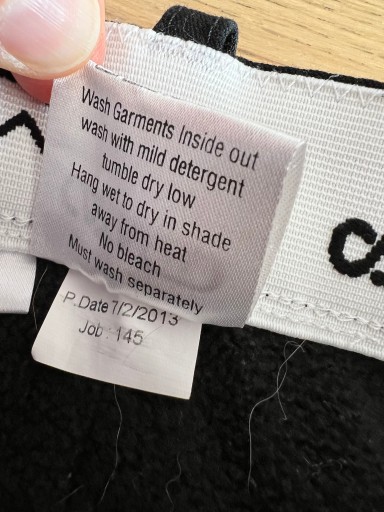 Wash Garments Inside out
wash with mild detergent
tumble dry low
Hang wet to dry in shade
away from heat
No bleach
Must wash separately
P.Date 7/2/2013
Job : 145